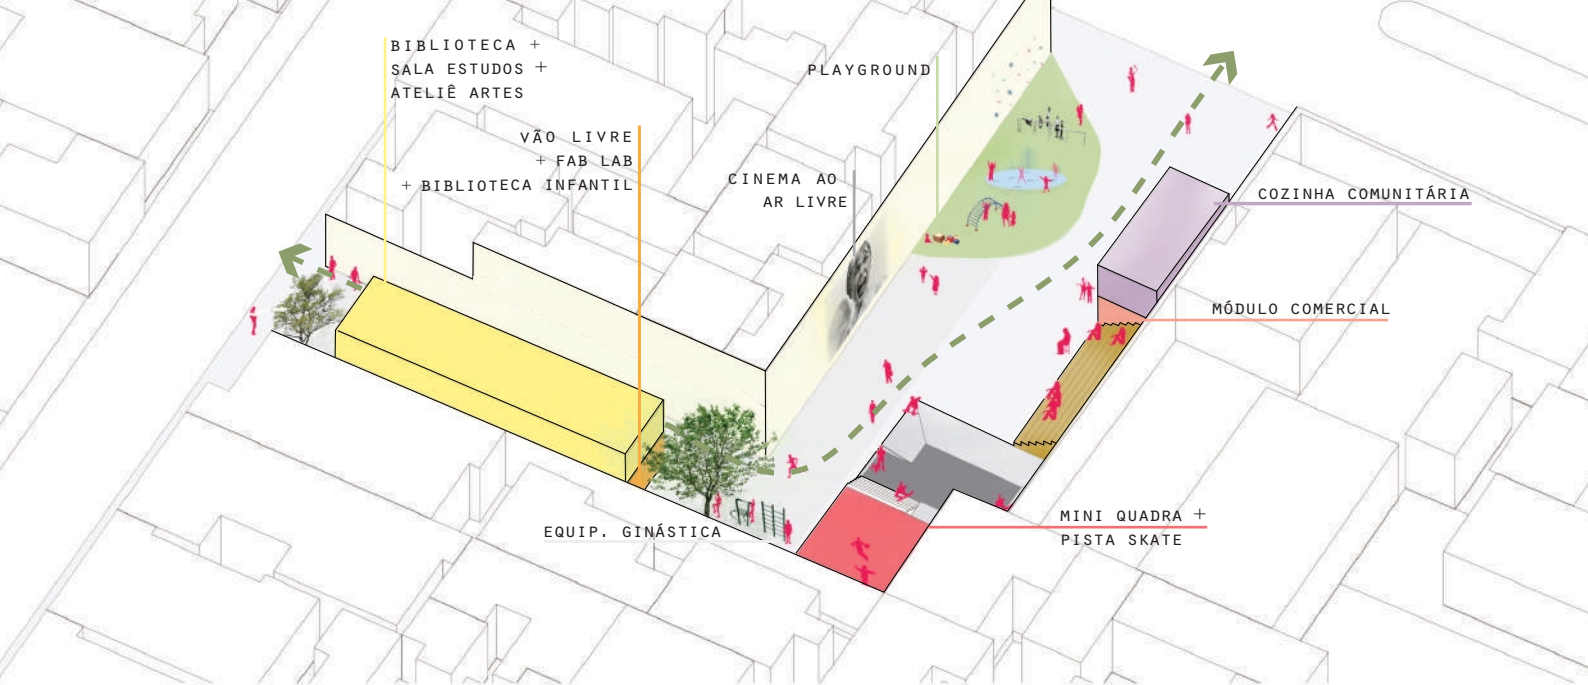 BIBLIOTECA +
SALA ESTUDOS +
ATELIÊ ARTES
VÃO LIVRE
+ FAB LAB
+ BIBLIOTECA INFANTIL
CINEMA AO
AR LIVRE
PLAYGROUND
COZINHA COMUNITÁRIA
MÓDULO COMERCIAL
EQUIP. GINÁSTICA
MINI QUADRA +
PISTA SKATE